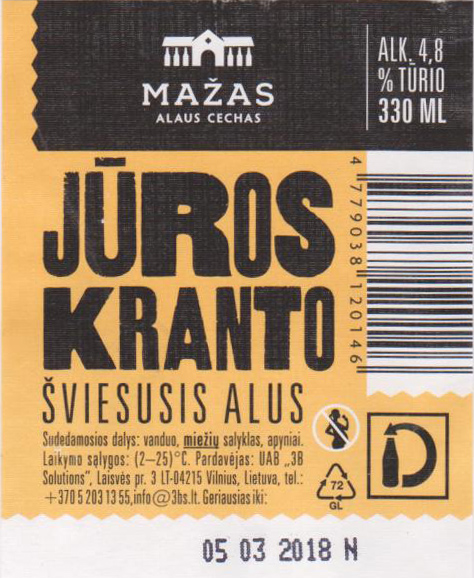 MAŽAS
ALAUS CECHAS
ALK. 4,8
% TŪRIO
330 ML
JŪROS
KRANTO
ŠVIESUSIS ALUS
4 779038 120146
Sudedamosios dalys: vanduo, miežių salyklas, apyniai.
Laikymo sąlygos: (2–25)°C. Pardavėjas: UAB „3B
Solutions", Laisvės pr. 3 LT-04215 Vilnius, Lietuva, tel.:
+370 5 203 13 55, info@3bs.lt. Geriausias iki:
72
GL
05 03 2018 N